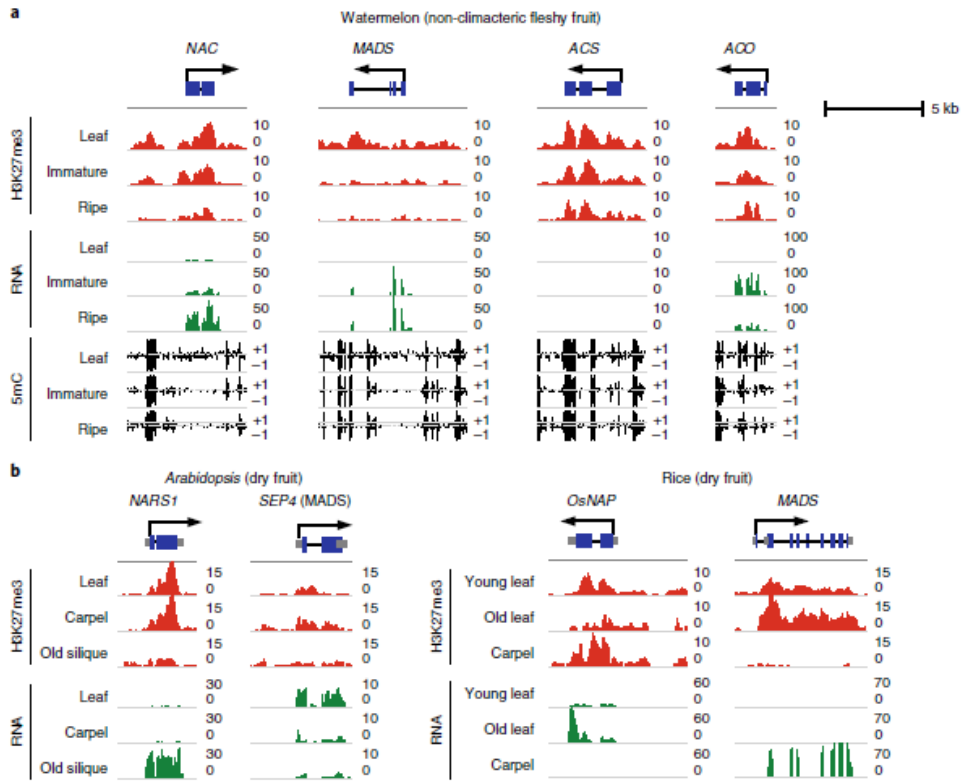 a
Watermelon (non-climacteric fleshy fruit)
NAC MADS ACS ACO
5 kb
H3K27me3
Leaf 10 0 10 0 10 0 10 0
Immature 10 0 10 0 10 0 10 0
Ripe 10 0 10 0 10 0 10 0
RNA
Leaf 50 0 50 0 10 0 100 0
Immature 50 0 50 0 10 0 100 0
Ripe 50 0 50 0 10 0 100 0
5mC
Leaf +1 −1 +1 −1 +1 −1 +1 −1
Immature +1 −1 +1 −1 +1 −1 +1 −1
Ripe +1 −1 +1 −1 +1 −1 +1 −1
b
Arabidopsis (dry fruit)
NARS1 SEP4 (MADS)
H3K27me3
Leaf 15 0 15 0
Carpel 15 0 15 0
Old silique 15 0 15 0
RNA
Leaf 30 0 10 0
Carpel 30 0 10 0
Old silique 30 0 10 0
Rice (dry fruit)
OsNAP MADS
H3K27me3
Young leaf 10 0 15 0
Old leaf 10 0 15 0
Carpel 10 0 15 0
RNA
Young leaf 60 0 70 0
Old leaf 60 0 70 0
Carpel 60 0 70 0